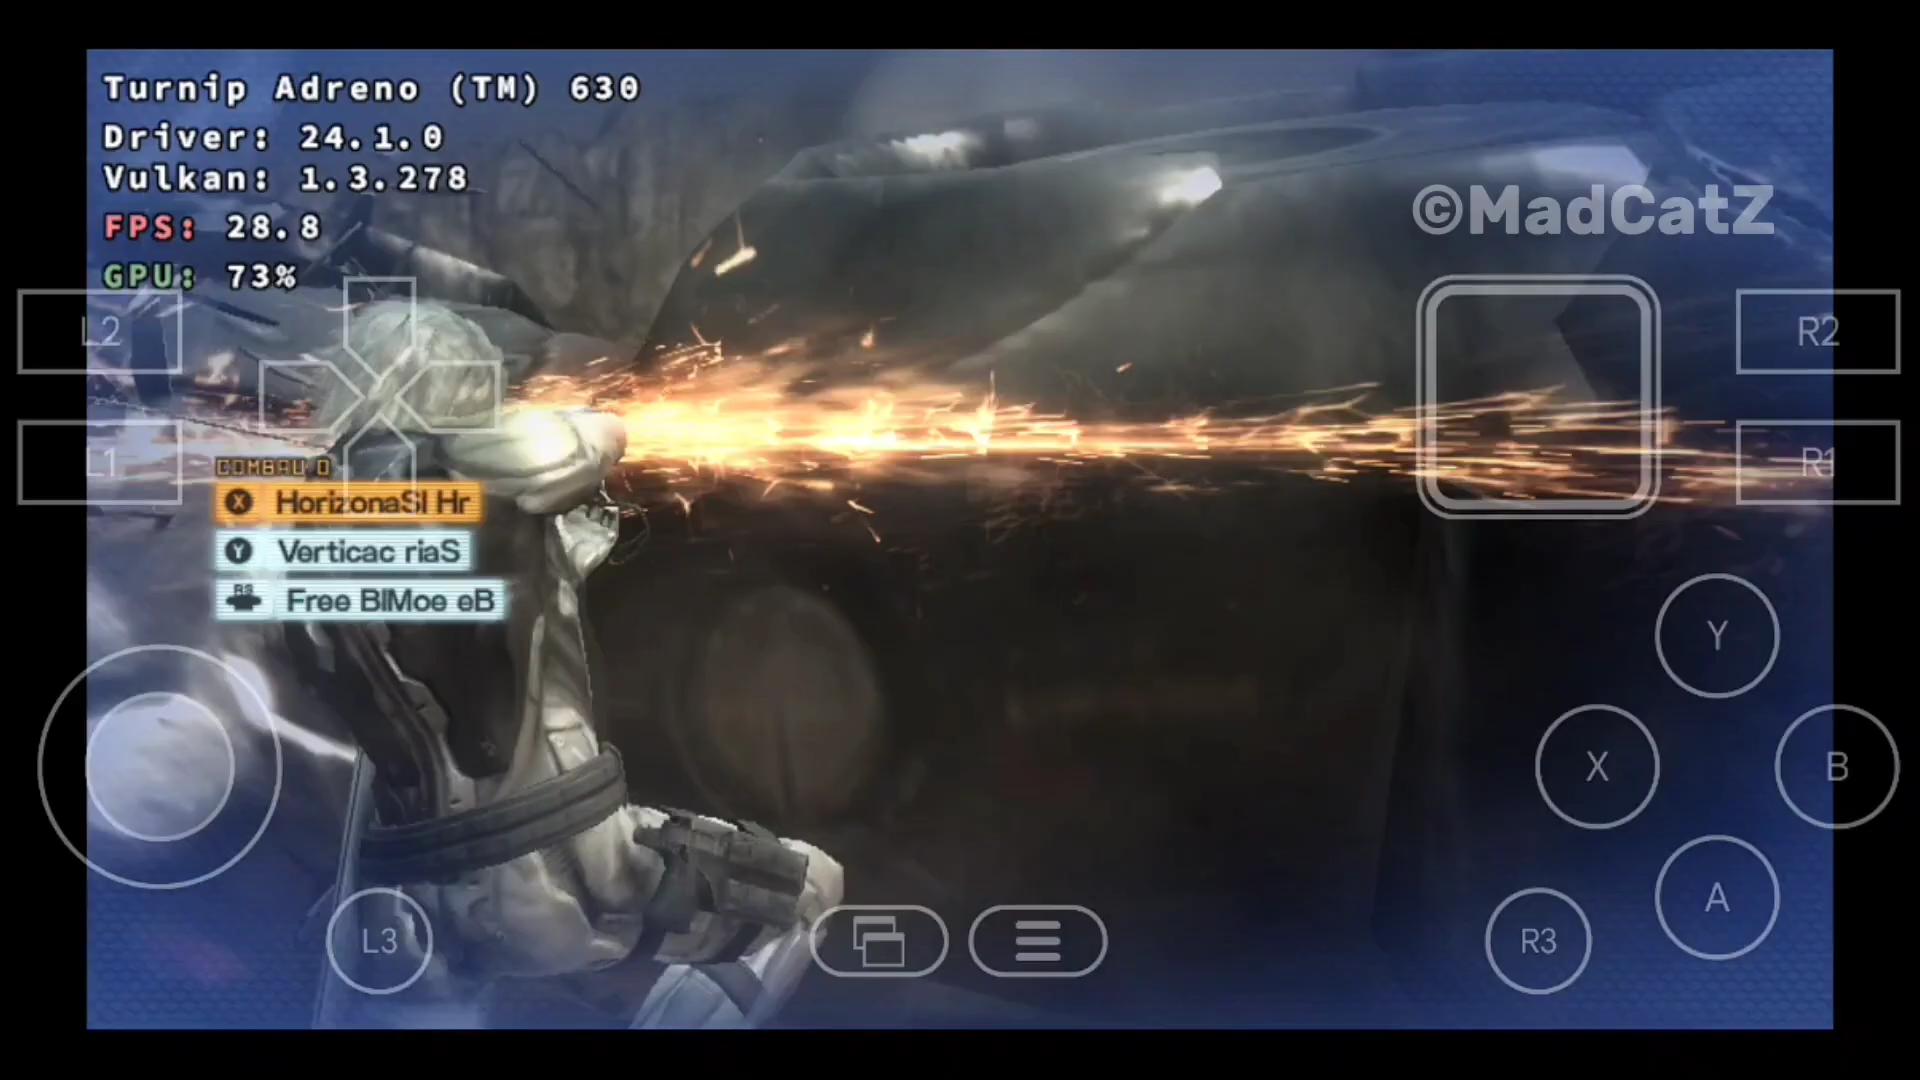 Turnip Adreno (TM) 630
Driver: 24.1.0
Vulkan: 1.3.278
FPS: 28.8
GPU: 73%
©MadCatZ
L2
R2
L1
R1
COMBAU O
X HorizonaSl Hr
Y Verticac riaS
RS Free BlMoe eB
Y
X
B
A
L3
R3